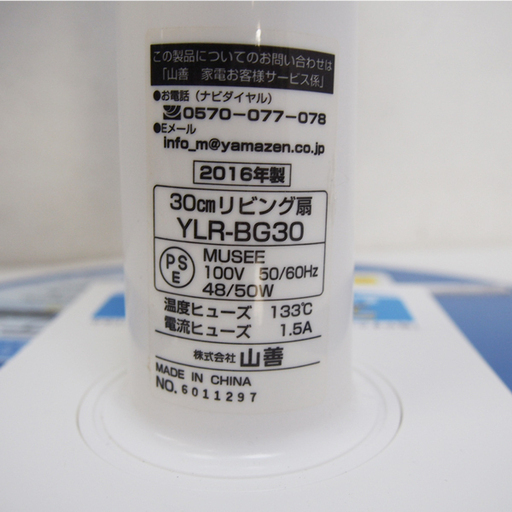 この製品についてのお問い合わせは
「山善 家電お客様サービス係」
●お電話（ナビダイヤル）
0570-077-078
●Eメール
info_m@yamazen.co.jp
2016年製
30cmリビング扇
YLR-BG30
PSE
MUSEE
100V 50/60Hz
48/50W
温度ヒューズ 133℃
電流ヒューズ 1.5A
株式会社 山善
MADE IN CHINA
NO. 6011297